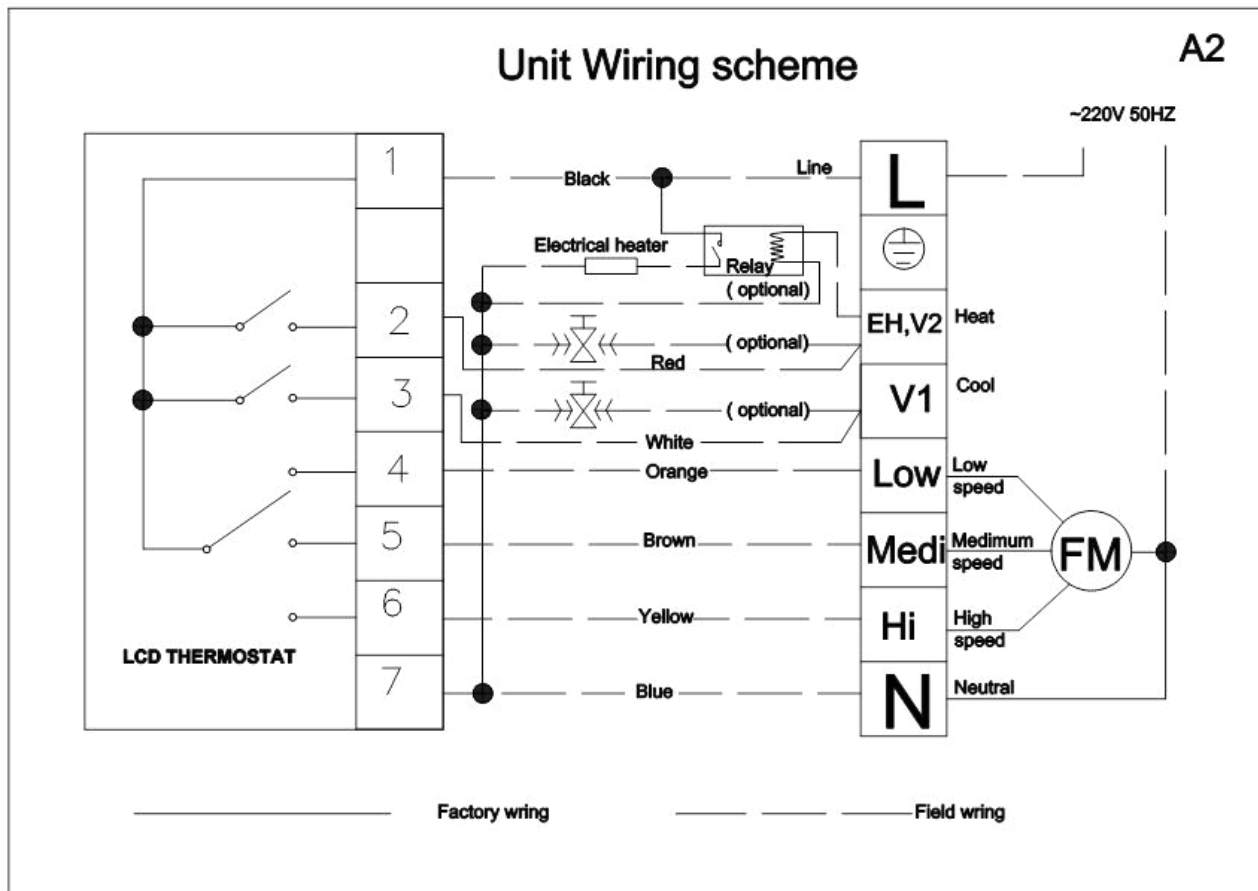 A2
Unit Wiring scheme
~220V 50HZ
1
Black
Line
L
Electrical heater
Relay
( optional)
2
EH,V2
Heat
( optional)
Red
3
V1
Cool
( optional)
White
4
Orange
Low
Low
speed
5
Brown
Medi
Medimum
speed
FM
6
Yellow
Hi
High
speed
LCD THERMOSTAT
7
Blue
N
Neutral
Factory wring
Field wring